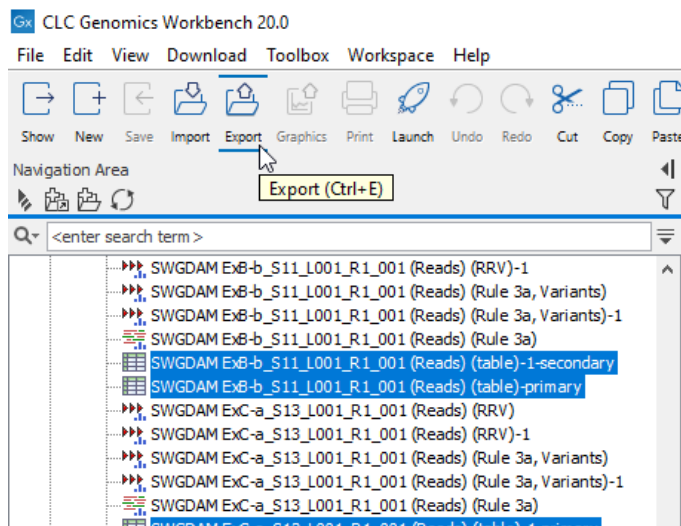 Gx CLC Genomics Workbench 20.0
File Edit View Download Toolbox Workspace Help
Show New Save Import Export Graphics Print Launch Undo Redo Cut Copy Paste
Navigation Area
Export (Ctrl+E)
<enter search term>
SWGDAM ExB-b_S11_L001_R1_001 (Reads) (RRV)-1
SWGDAM ExB-b_S11_L001_R1_001 (Reads) (Rule 3a, Variants)
SWGDAM ExB-b_S11_L001_R1_001 (Reads) (Rule 3a, Variants)-1
SWGDAM ExB-b_S11_L001_R1_001 (Reads) (Rule 3a)
SWGDAM ExB-b_S11_L001_R1_001 (Reads) (table)-1-secondary
SWGDAM ExB-b_S11_L001_R1_001 (Reads) (table)-primary
SWGDAM ExC-a_S13_L001_R1_001 (Reads) (RRV)
SWGDAM ExC-a_S13_L001_R1_001 (Reads) (RRV)-1
SWGDAM ExC-a_S13_L001_R1_001 (Reads) (Rule 3a, Variants)
SWGDAM ExC-a_S13_L001_R1_001 (Reads) (Rule 3a, Variants)-1
SWGDAM ExC-a_S13_L001_R1_001 (Reads) (Rule 3a)